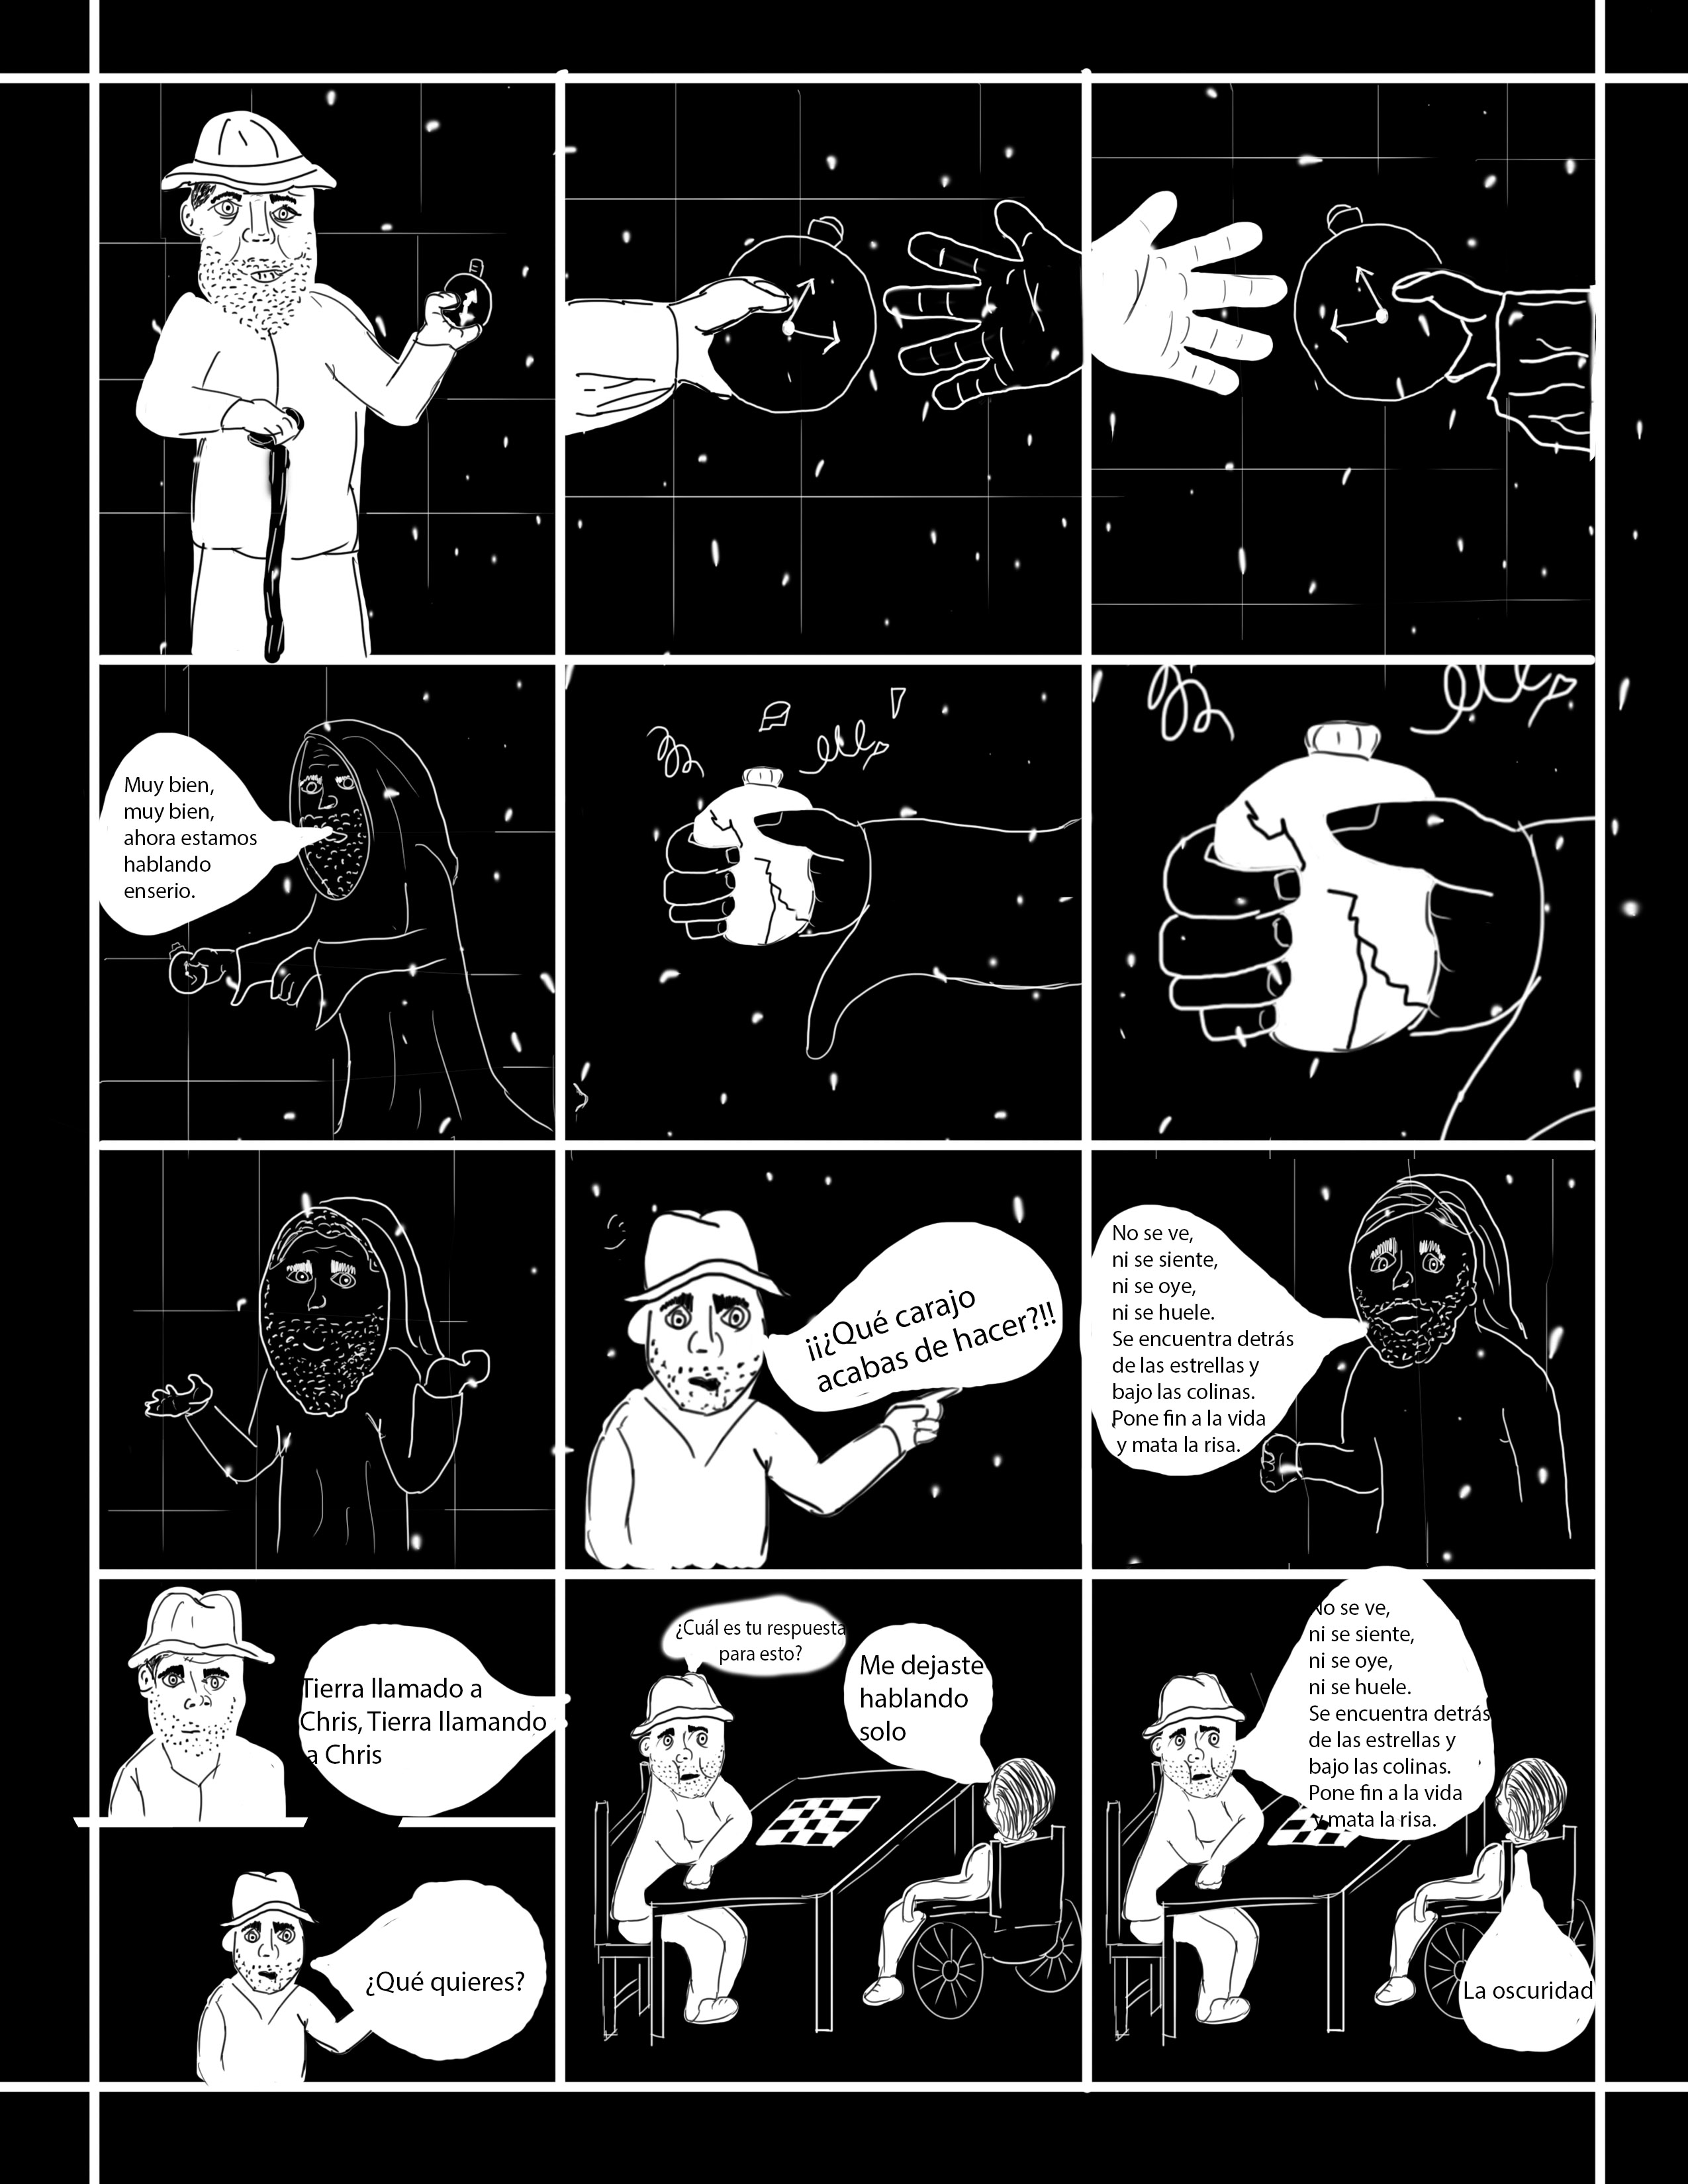 Muy bien,
muy bien,
ahora estamos
hablando
enserio.
¡¡¿Qué carajo
acabas de hacer?!!
No se ve,
ni se siente,
ni se oye,
ni se huele.
Se encuentra detrás
de las estrellas y
bajo las colinas.
Pone fin a la vida
y mata la risa.
Tierra llamado a
Chris, Tierra llamando
a Chris
¿Qué quieres?
¿Cuál es tu respuesta
para esto?
Me dejaste
hablando
solo
No se ve,
ni se siente,
ni se oye,
ni se huele.
Se encuentra detrás
de las estrellas y
bajo las colinas.
Pone fin a la vida
y mata la risa.
La oscuridad